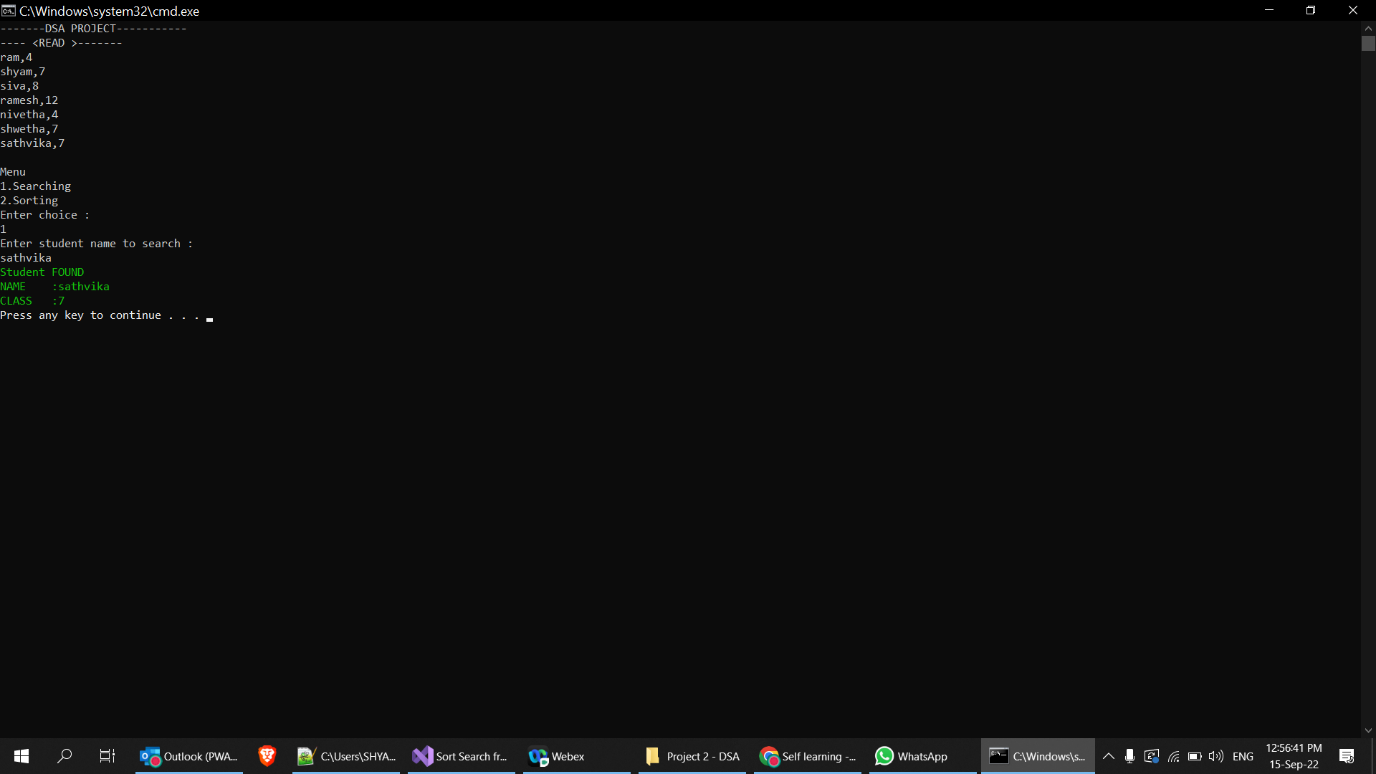 C:\Windows\system32\cmd.exe
-------DSA PROJECT-----------
---- <READ >-------
ram,4
shyam,7
siva,8
ramesh,12
nivetha,4
shwetha,7
sathvika,7
Menu
1.Searching
2.Sorting
Enter choice :
1
Enter student name to search :
sathvika
Student FOUND
NAME    :sathvika
CLASS   :7
Press any key to continue . . .
Outlook (PWA... C:\Users\SHYA... Sort Search fr... Webex Project 2 - DSA Self learning -... WhatsApp C:\Windows\s... ENG 12:56:41 PM
15-Sep-22